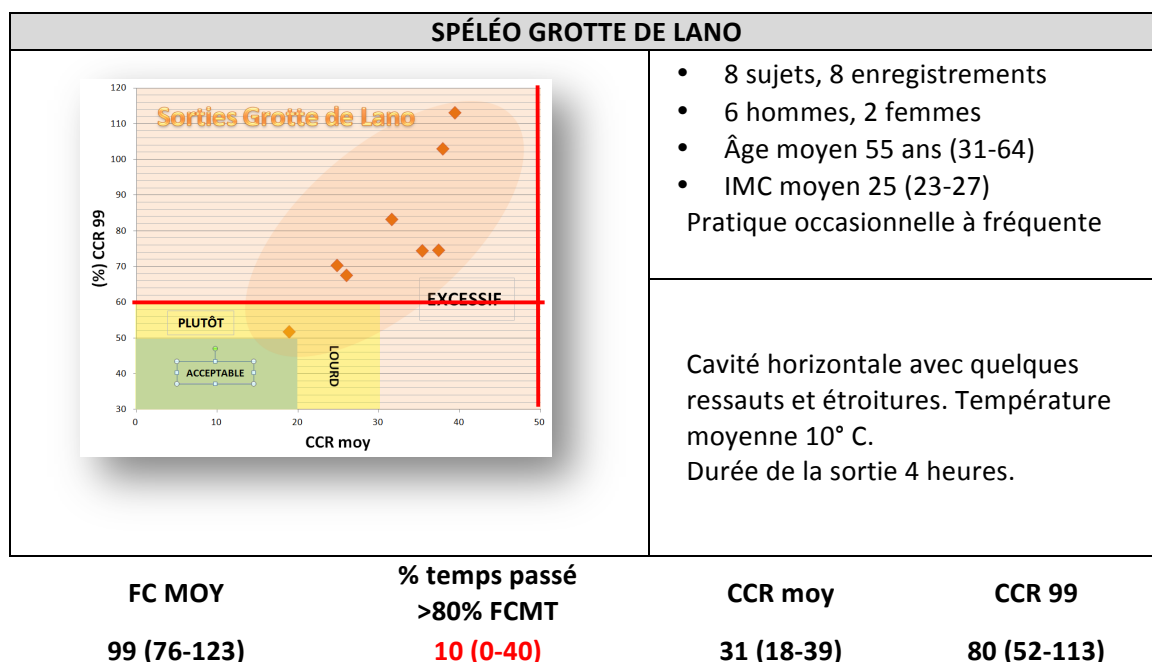 SPÉLÉO GROTTE DE LANO
Sorties Grotte de Lano
120
110
100
90
80
70
60
50
40
30
(%) CCR 99
EXCESSIF
PLUTÔT
LOURD
ACCEPTABLE
0 10 20 30 40 50
CCR moy
• 8 sujets, 8 enregistrements
• 6 hommes, 2 femmes
• Âge moyen 55 ans (31-64)
• IMC moyen 25 (23-27)
Pratique occasionnelle à fréquente
Cavité horizontale avec quelques
ressauts et étroitures. Température
moyenne 10° C.
Durée de la sortie 4 heures.
FC MOY
% temps passé
>80% FCMT
CCR moy
CCR 99
99 (76-123)
10 (0-40)
31 (18-39)
80 (52-113)